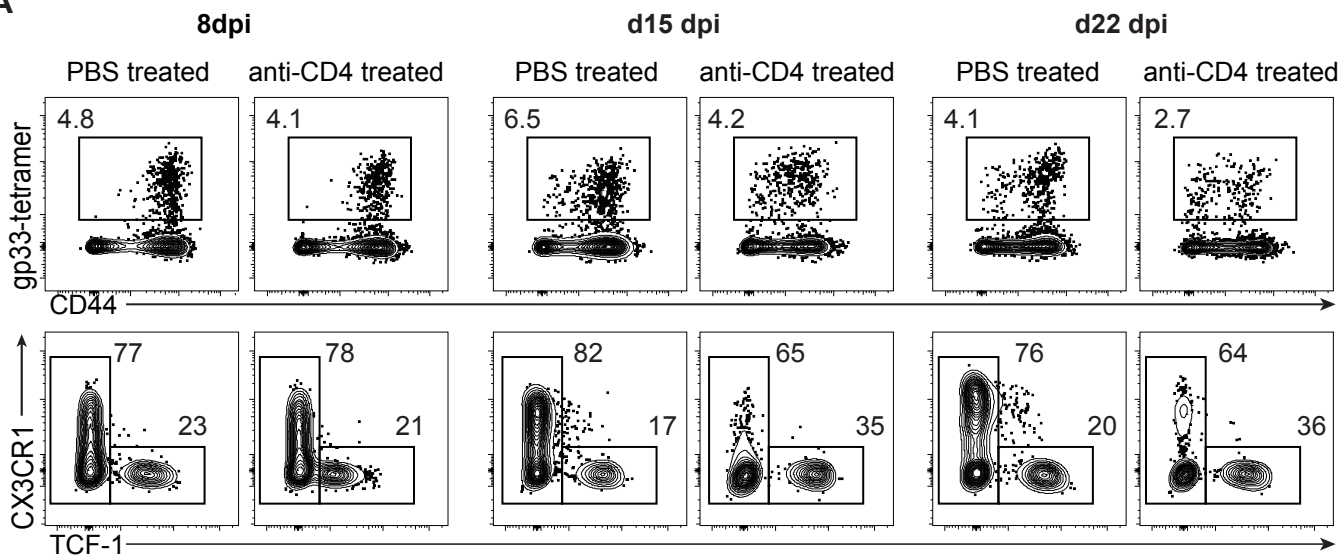 A
8dpi d15 dpi d22 dpi
PBS treated anti-CD4 treated PBS treated anti-CD4 treated PBS treated anti-CD4 treated
4.8 4.1 6.5 4.2 4.1 2.7
gp33-tetramer
CD44
77 78 82 65 76 64
23 21 17 35 20 36
CX3CR1
TCF-1